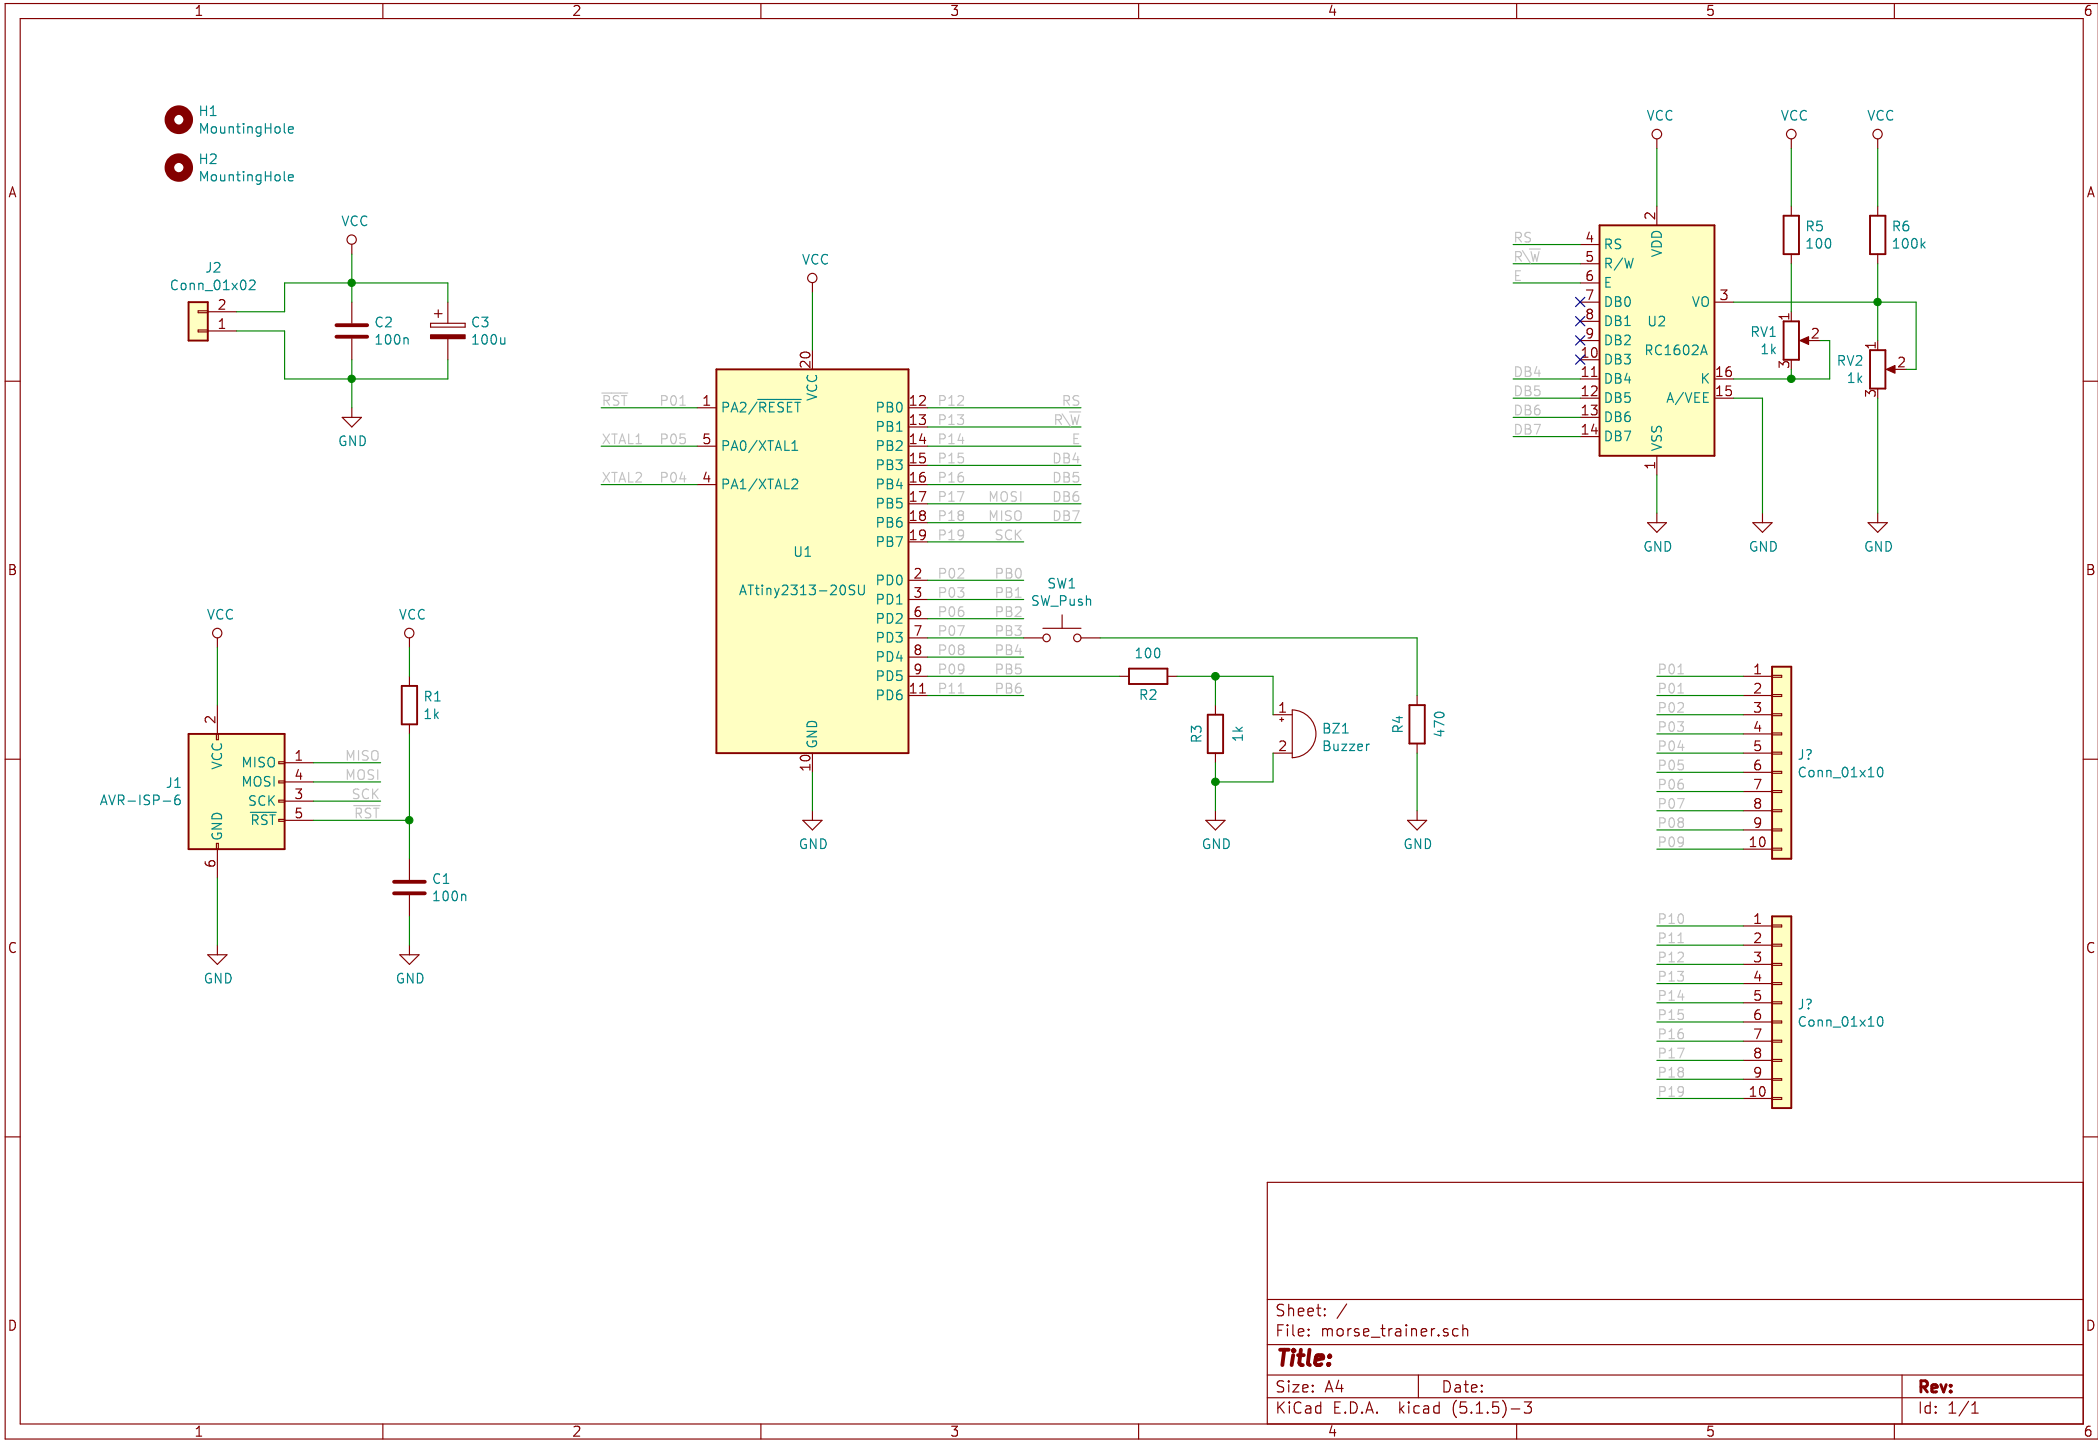 1 2 3 4 5 6
A
B
C
D
A
B
C
D
1 2 3 4 5 6
H1
MountingHole
H2
MountingHole
VCC
J2
Conn_01x02
2
1
C2
100n
+
C3
100u
GND
VCC
VCC
2
VCC
R1
1k
J1
AVR-ISP-6
MISO 1 MISO
MOSI 4 MOSI
SCK 3 SCK
RST 5 RST
GND
6
C1
100n
GND
GND
VCC
20
VCC
RST P01 1 PA2/RESET
XTAL1 P05 5 PA0/XTAL1
XTAL2 P04 4 PA1/XTAL2
PB0 12 P12 RS
PB1 13 P13 R\W
PB2 14 P14 E
PB3 15 P15 DB4
PB4 16 P16 DB5
PB5 17 P17 MOSI DB6
PB6 18 P18 MISO DB7
PB7 19 P19 SCK
U1
ATtiny2313-20SU
PD0 2 P02 PB0
PD1 3 P03 PB1
PD2 6 P06 PB2
PD3 7 P07 PB3
PD4 8 P08 PB4
PD5 9 P09 PB5
PD6 11 P11 PB6
GND
10
GND
SW1
SW_Push
100
R2
R3
1k
1
+
2
BZ1
Buzzer
GND
R4
470
GND
VCC
VCC
VCC
2
VDD
RS 4 RS
R\W 5 R/W
E 6 E
7 DB0
8 DB1
9 DB2
10 DB3
DB4 11 DB4
DB5 12 DB5
DB6 13 DB6
DB7 14 DB7
U2
RC1602A
VO 3
K 16
A/VEE 15
VSS
1
R5
100
R6
100k
RV1
1k
1
2
3
RV2
1k
1
2
3
GND
GND
GND
P01 1
P01 2
P02 3
P03 4
P04 5
P05 6
P06 7
P07 8
P08 9
P09 10
J?
Conn_01x10
P10 1
P11 2
P12 3
P13 4
P14 5
P15 6
P16 7
P17 8
P18 9
P19 10
J?
Conn_01x10
Sheet: /
File: morse_trainer.sch
Title:
Size: A4 Date: Rev:
KiCad E.D.A. kicad (5.1.5)-3 Id: 1/1